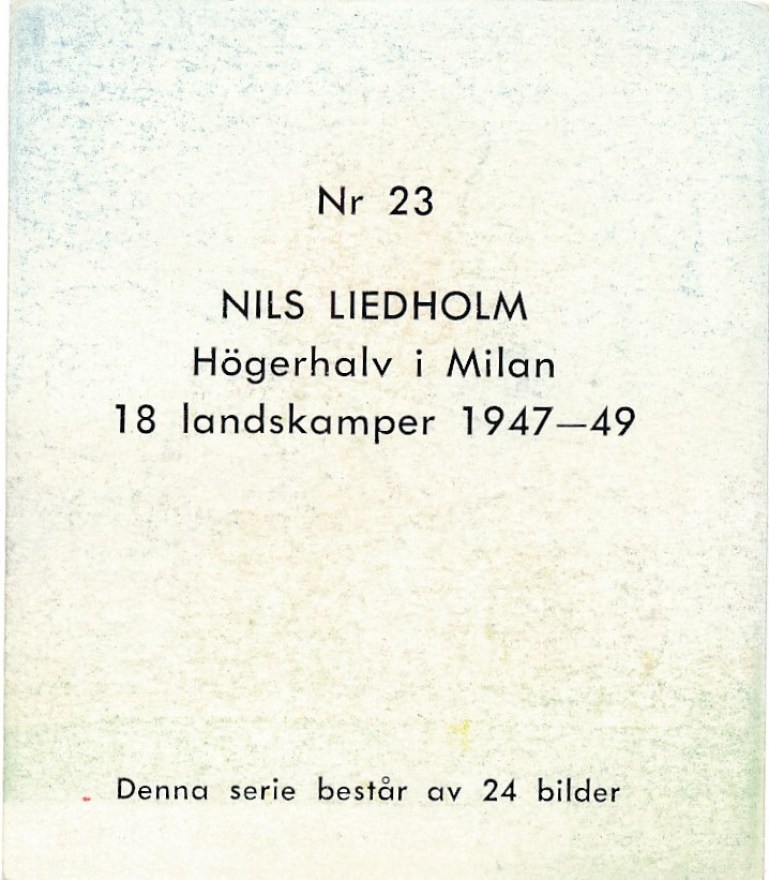 Nr 23
NILS LIEDHOLM
Högerhalv i Milan
18 landskamper 1947—49
Denna serie består av 24 bilder